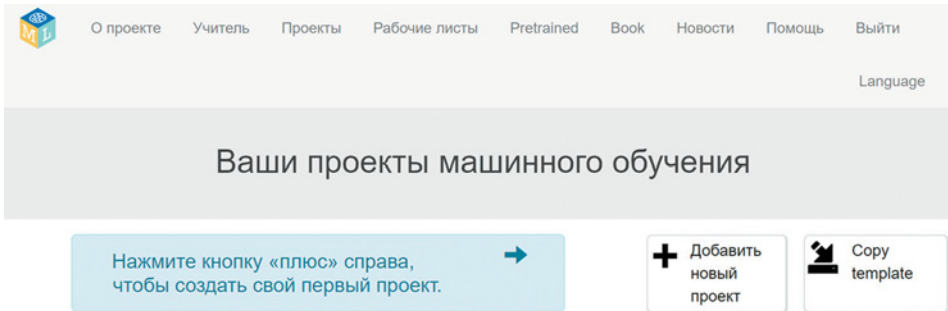 ML
О проекте Учитель Проекты Рабочие листы Pretrained Book Новости Помощь Выйти
Language
Ваши проекты машинного обучения
Нажмите кнопку «плюс» справа,
чтобы создать свой первый проект.
Добавить
новый
проект
Copy
template